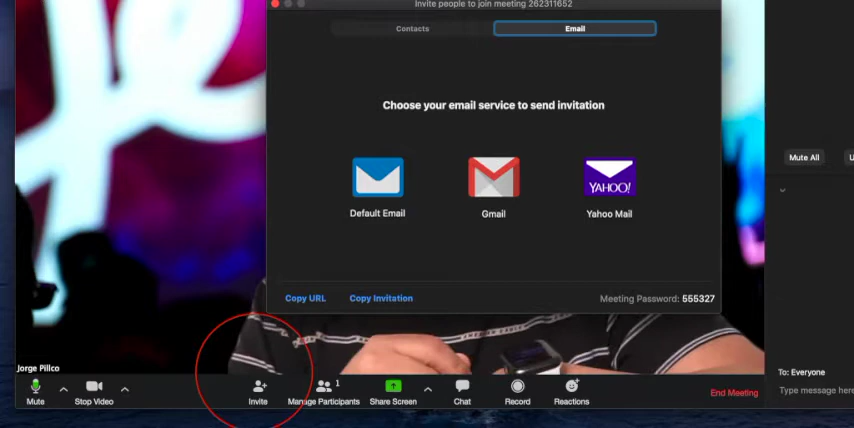 Invite people to join meeting 262311652
Contacts
Email
Choose your email service to send invitation
YAHOO!
Default Email
Gmail
Yahoo Mail
Copy URL
Copy Invitation
Meeting Password: 555327
Mute All
Jorge Pillco
To: Everyone
Type message here
1
Mute
Stop Video
Invite
Manage Participants
Share Screen
Chat
Record
Reactions
End Meeting